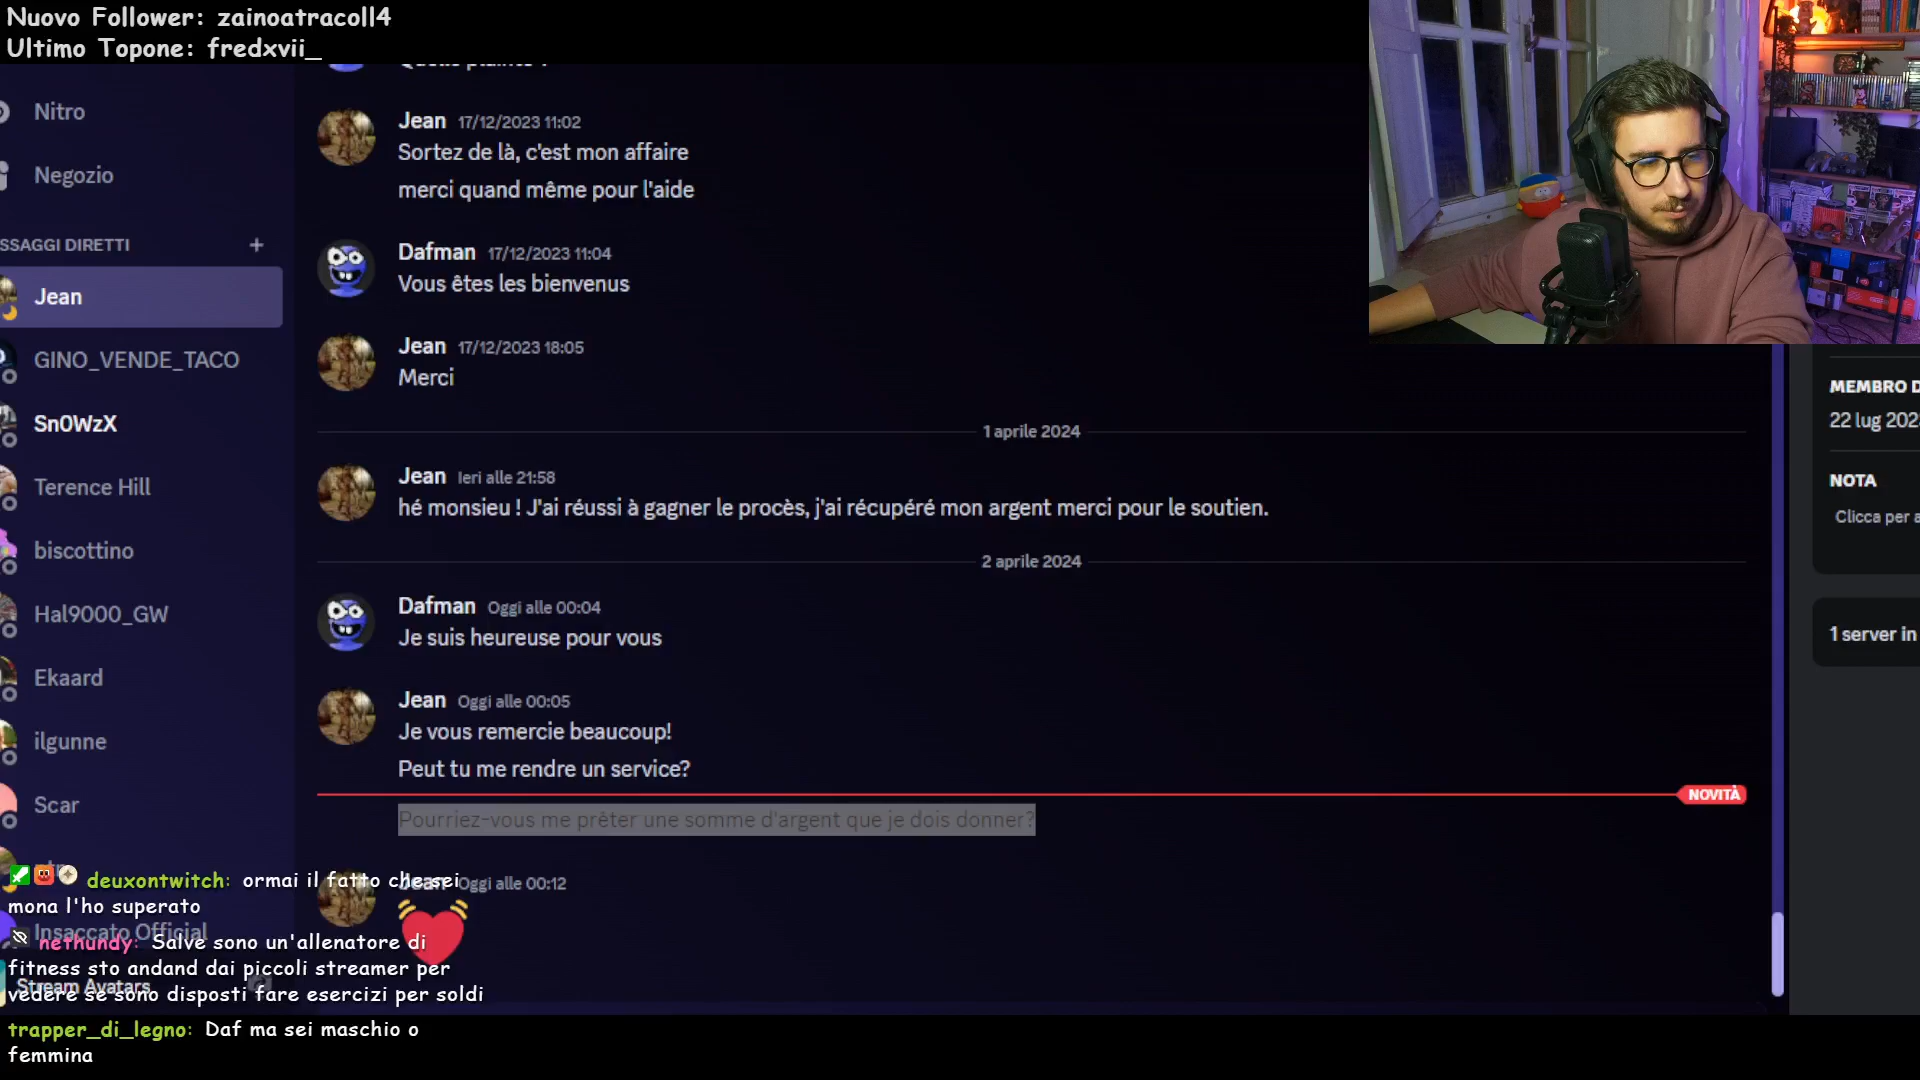 Nuovo Follower: zainoatracoll4
Ultimo Topone: fredxvii_
Nitro
Negozio
SSAGGI DIRETTI
Jean
GINO_VENDE_TACO
Sn0WzX
Terence Hill
biscottino
Hal9000_GW
Ekaard
ilgunne
Scar
Insaccato Official
Stream Avatars
Jean 17/12/2023 11:02
Sortez de là, c'est mon affaire
merci quand même pour l'aide
Dafman 17/12/2023 11:04
Vous êtes les bienvenus
Jean 17/12/2023 18:05
Merci
1 aprile 2024
Jean Ieri alle 21:58
hé monsieu ! J'ai réussi à gagner le procès, j'ai récupéré mon argent merci pour le soutien.
2 aprile 2024
Dafman Oggi alle 00:04
Je suis heureuse pour vous
Jean Oggi alle 00:05
Je vous remercie beaucoup!
Peut tu me rendre un service?
NOVITÀ
Pourriez-vous me prêter une somme d'argent que je dois donner?
Jean Oggi alle 00:12
MEMBRO D
22 lug 202
NOTA
Clicca per a
1 server in
deuxontwitch: ormai il fatto che sei
mona l'ho superato
nethundy: Salve sono un'allenatore di
fitness sto andand dai piccoli streamer per
vedere se sono disposti fare esercizi per soldi
trapper_di_legno: Daf ma sei maschio o
femmina